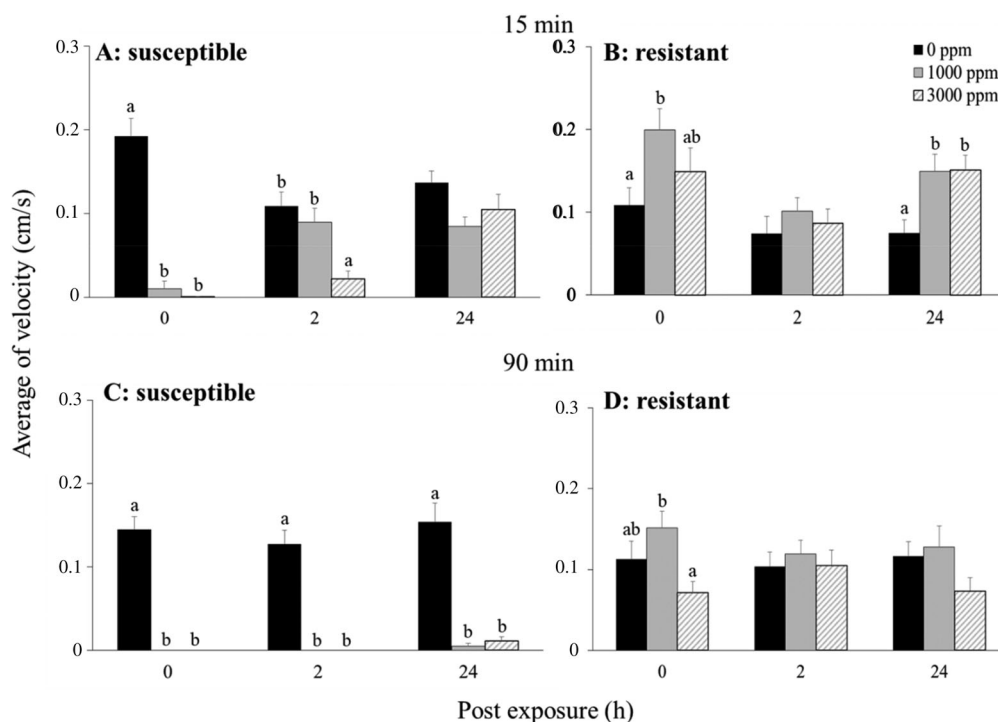 15 min
A: susceptible
0.3
0.2
0.1
0
a
b
b
b
b
a
0
2
24
B: resistant
0 ppm
1000 ppm
3000 ppm
0.3
0.2
0.1
0
a
b
ab
a
b
b
0
2
24
Average of velocity (cm/s)
90 min
C: susceptible
0.3
0.2
0.1
0
a
b
b
a
b
b
a
b
b
0
2
24
D: resistant
0.3
0.2
0.1
0
ab
b
a
0
2
24
Post exposure (h)